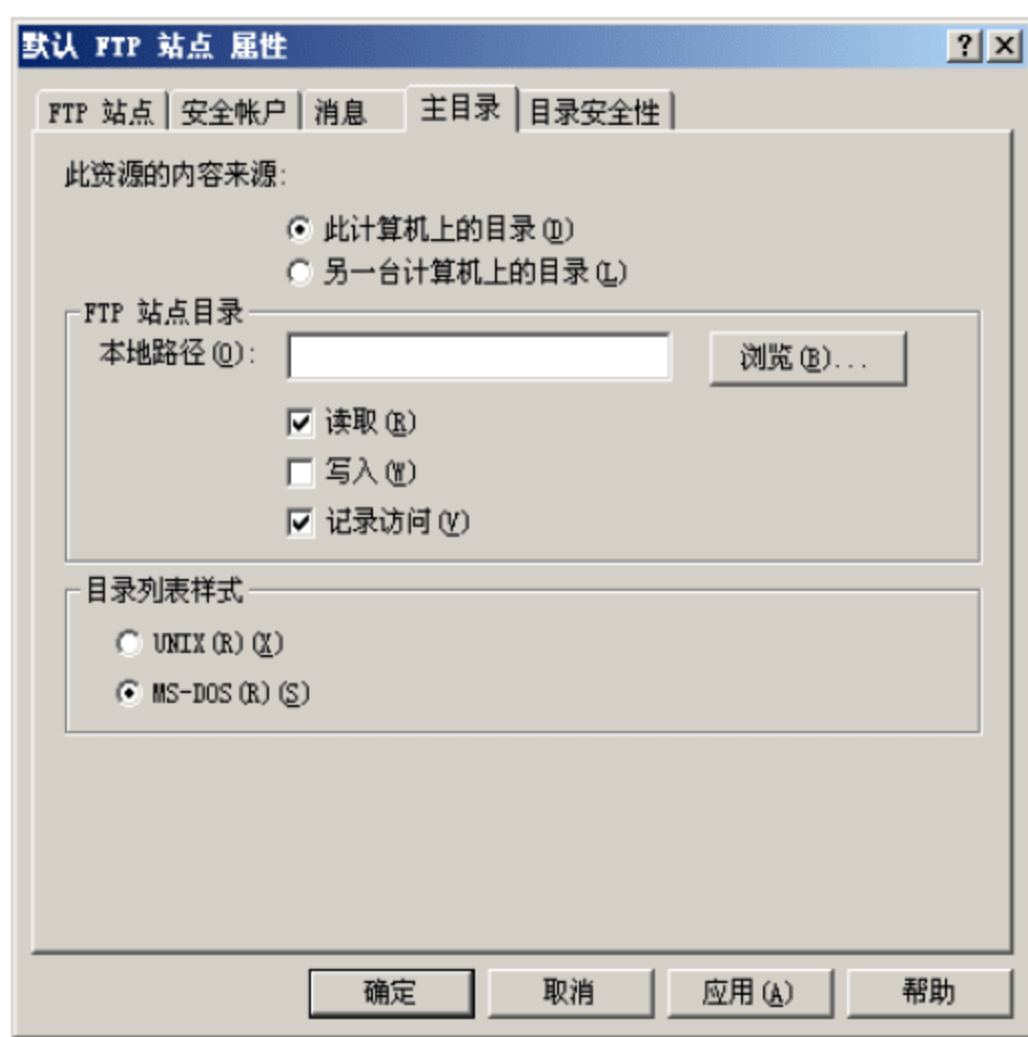 默认 FTP 站点 属性
FTP 站点 安全帐户 消息 主目录 目录安全性
此资源的内容来源:
此计算机上的目录(D)
另一台计算机上的目录(L)
FTP 站点目录
本地路径(O): 浏览(B)...
读取(R)
写入(W)
记录访问(V)
目录列表样式
UNIX(R)(X)
MS-DOS(R)(S)
确定 取消 应用(A) 帮助